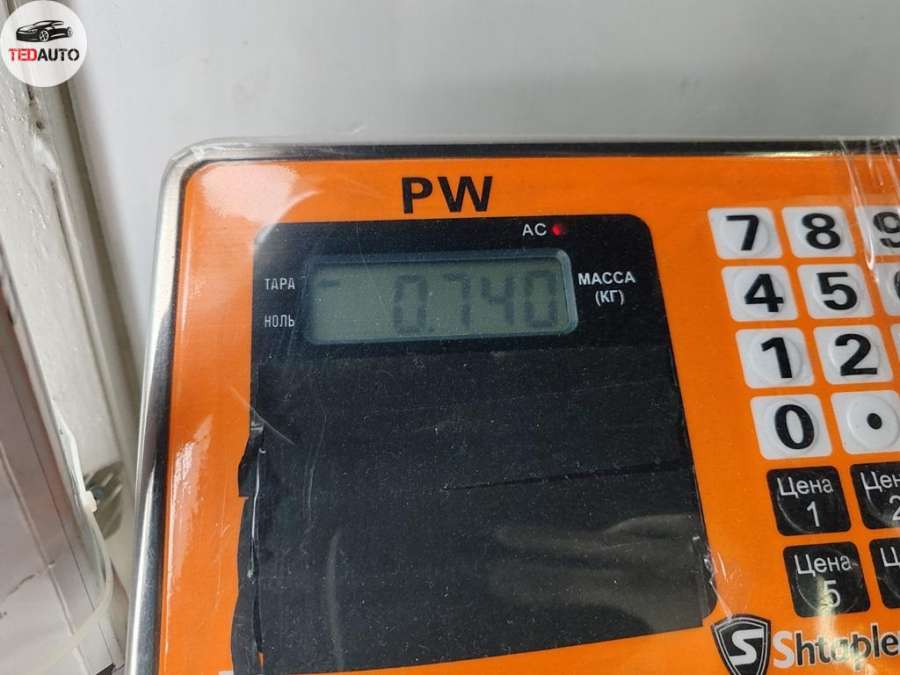 TEDAUTO
PW
AC
ТАРА
НОЛЬ
0.740
МАССА
(КГ)
7 8 9
4 5
1 2
0 .
Цена
1
Цена
5
Shtaple